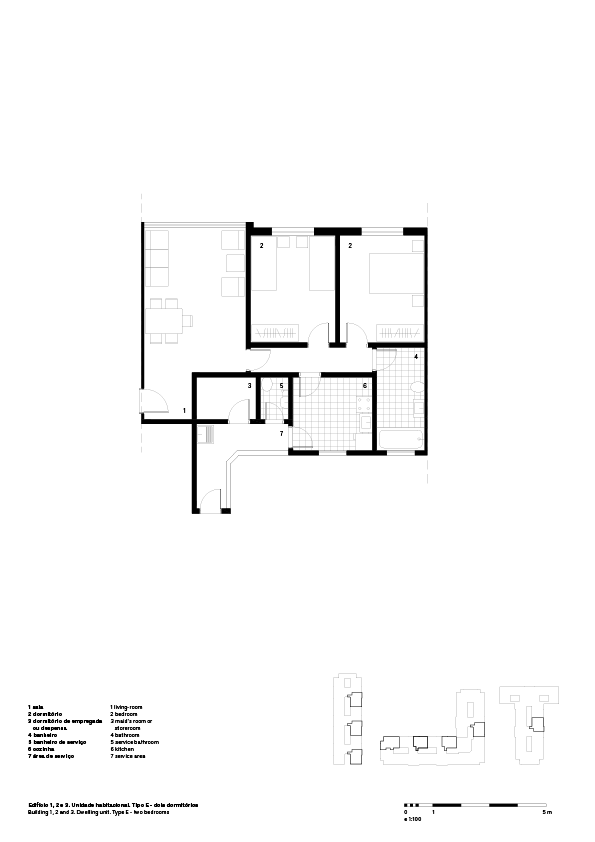 2
2
4
3
5
6
1
7
1 sala
2 dormitório
3 dormitório de empregada
ou despensa
4 banheiro
5 banheiro de serviço
6 cozinha
7 área de serviço
1 living-room
2 bedroom
3 maid's room or
storeroom
4 bathroom
5 service bathroom
6 kitchen
7 service area
Edifício 1, 2 e 3. Unidade habitacional. Tipo E - dois dormitórios
Building 1, 2 and 3. Dwelling unit. Type E - two bedrooms
0 1 5 m
e 1:100